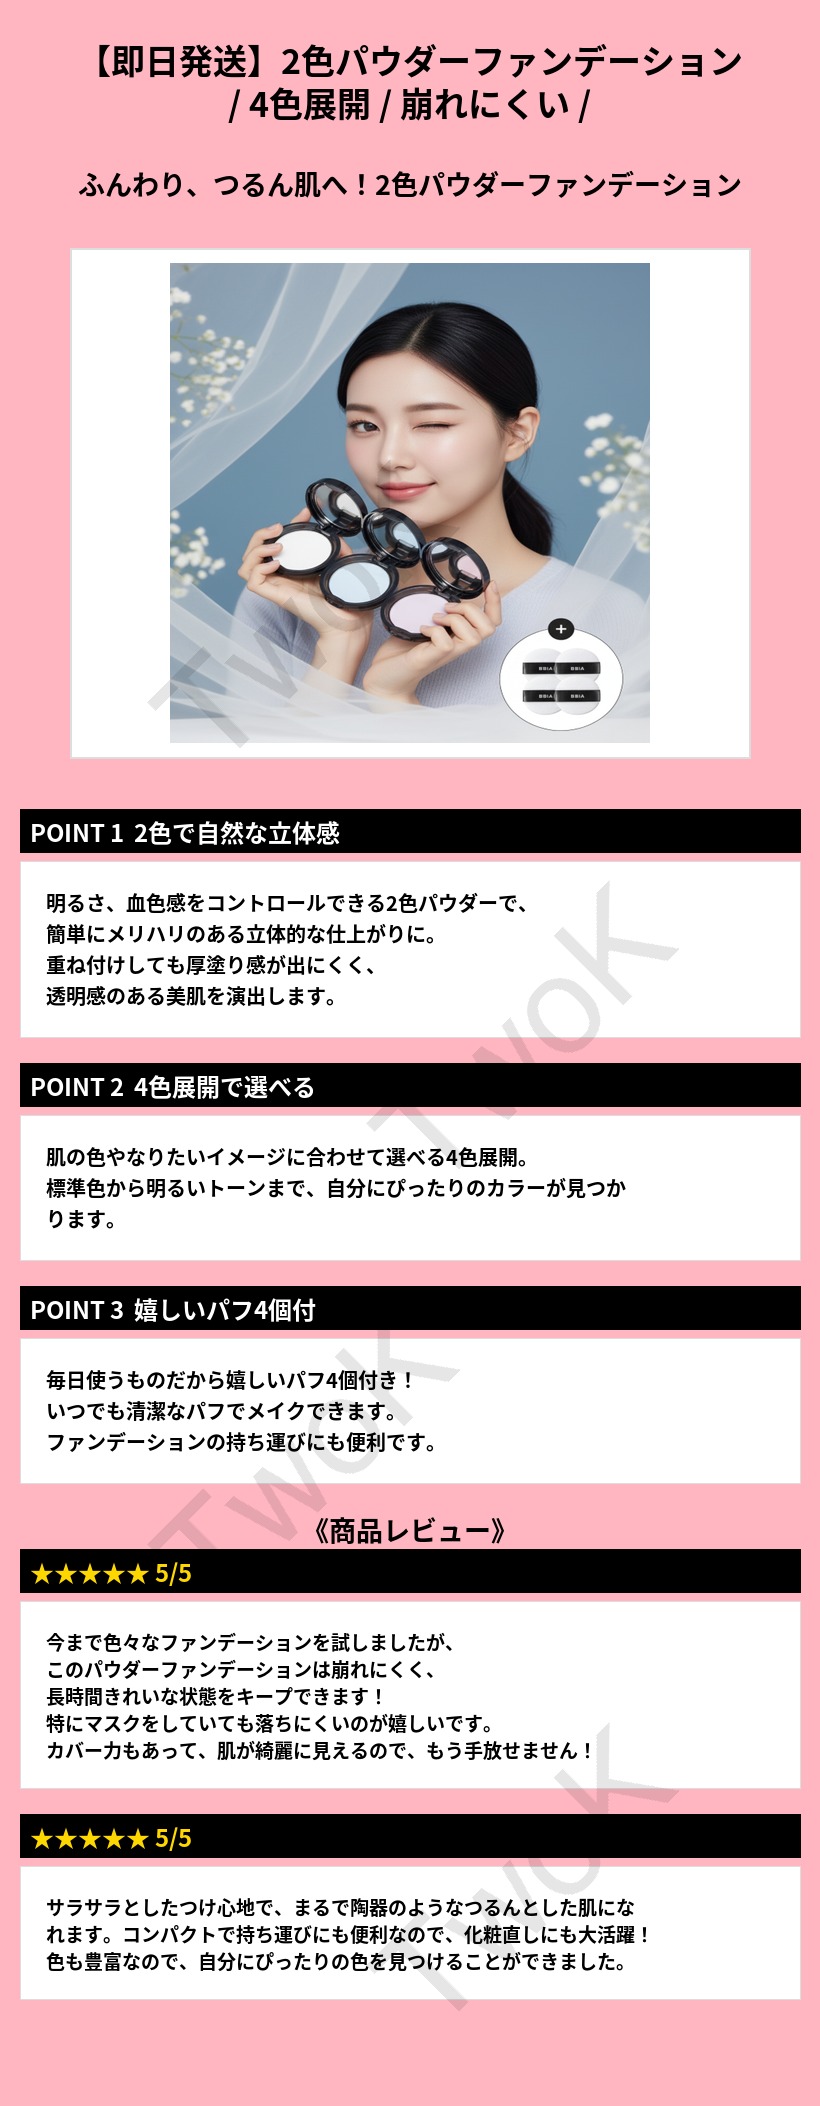 【即日発送】2色パウダーファンデーション
/ 4色展開 / 崩れにくい /
ふんわり、つるん肌へ！2色パウダーファンデーション
+
BBIA BBIA
BBIA BBIA
POINT 1 2色で自然な立体感
明るさ、血色感をコントロールできる2色パウダーで、
簡単にメリハリのある立体的な仕上がりに。
重ね付けしても厚塗り感が出にくく、
透明感のある美肌を演出します。
POINT 2 4色展開で選べる
肌の色やなりたいイメージに合わせて選べる4色展開。
標準色から明るいトーンまで、自分にぴったりのカラーが見つか
ります。
POINT 3 嬉しいパフ4個付
毎日使うものだから嬉しいパフ4個付き！
いつでも清潔なパフでメイクできます。
ファンデーションの持ち運びにも便利です。
《商品レビュー》
★★★★★ 5/5
今まで色々なファンデーションを試しましたが、
このパウダーファンデーションは崩れにくく、
長時間きれいな状態をキープできます！
特にマスクをしていても落ちにくいのが嬉しいです。
カバー力もあって、肌が綺麗に見えるので、もう手放せません！
★★★★★ 5/5
サラサラとしたつけ心地で、まるで陶器のようなつるんとした肌にな
れます。コンパクトで持ち運びにも便利なので、化粧直しにも大活躍！
色も豊富なので、自分にぴったりの色を見つけることができました。
TwoK
TwoK
TwoK
TwoK